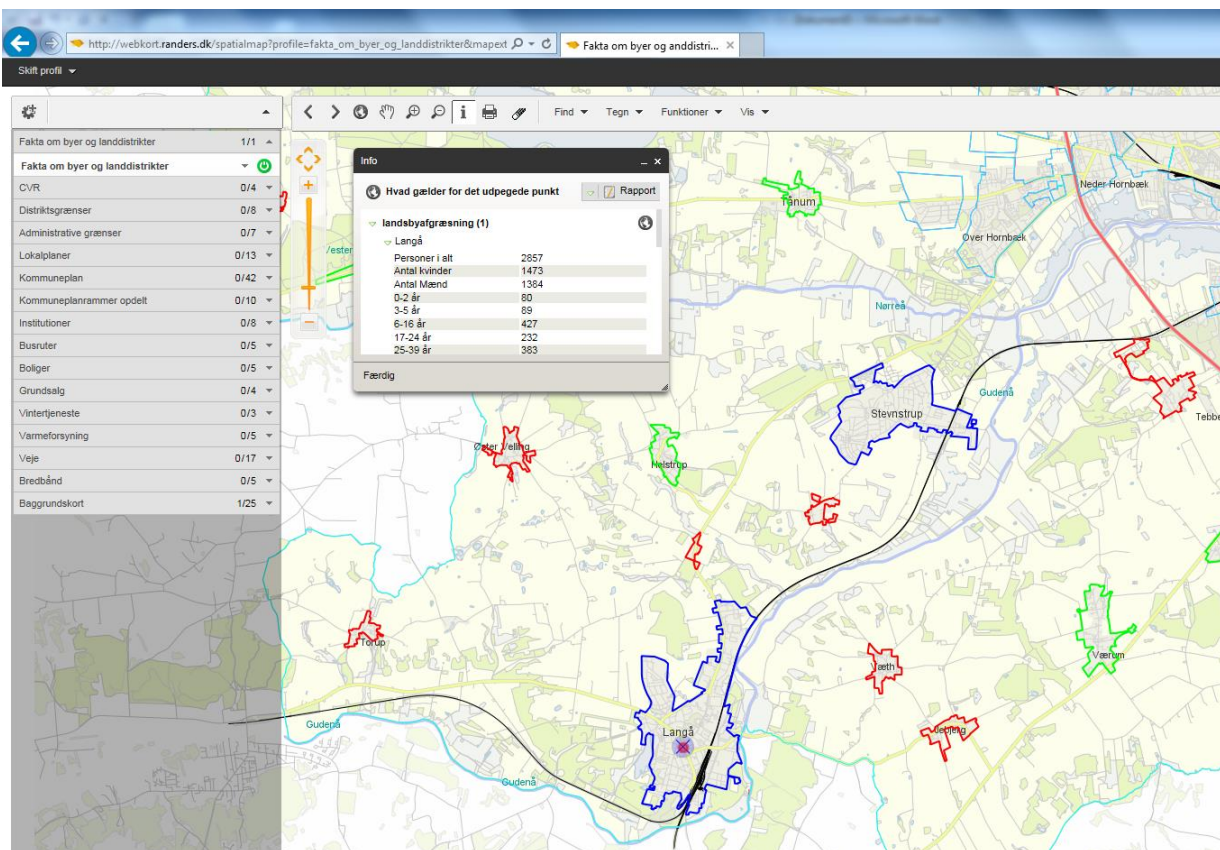 http://webkort.randers.dk/spatialmap?profile=fakta_om_byer_og_landdistrikter&mapext
Fakta om byer og anddistri...
Skift profil
Find Tegn Funktioner Vis
Fakta om byer og landdistrikter 1/1
Fakta om byer og landdistrikter
CVR 0/4
Distriktsgrænser 0/8
Administrative grænser 0/7
Lokalplaner 0/13
Kommuneplan 0/42
Kommuneplanrammer opdelt 0/10
Institutioner 0/8
Busruter 0/5
Boliger 0/5
Grundsalg 0/4
Vintertjeneste 0/3
Varmeforsyning 0/5
Veje 0/17
Bredbånd 0/5
Baggrundskort 1/25
Info
Hvad gælder for det udpegede punkt Rapport
landsbyafgræsning (1)
Langå
Personer i alt 2857
Antal kvinder 1473
Antal Mænd 1384
0-2 år 80
3-5 år 89
6-16 år 427
17-24 år 232
25-39 år 383
Færdig
Vester
Tånum
Neder Hornbæk
Over Hornbæk
Nørreå
Gudenå
Stevnstrup
Tebbe
Øster Velling
Helstrup
Torup
Væth
Værum
Gudenå
Langå
Jebjerg
Gudenå